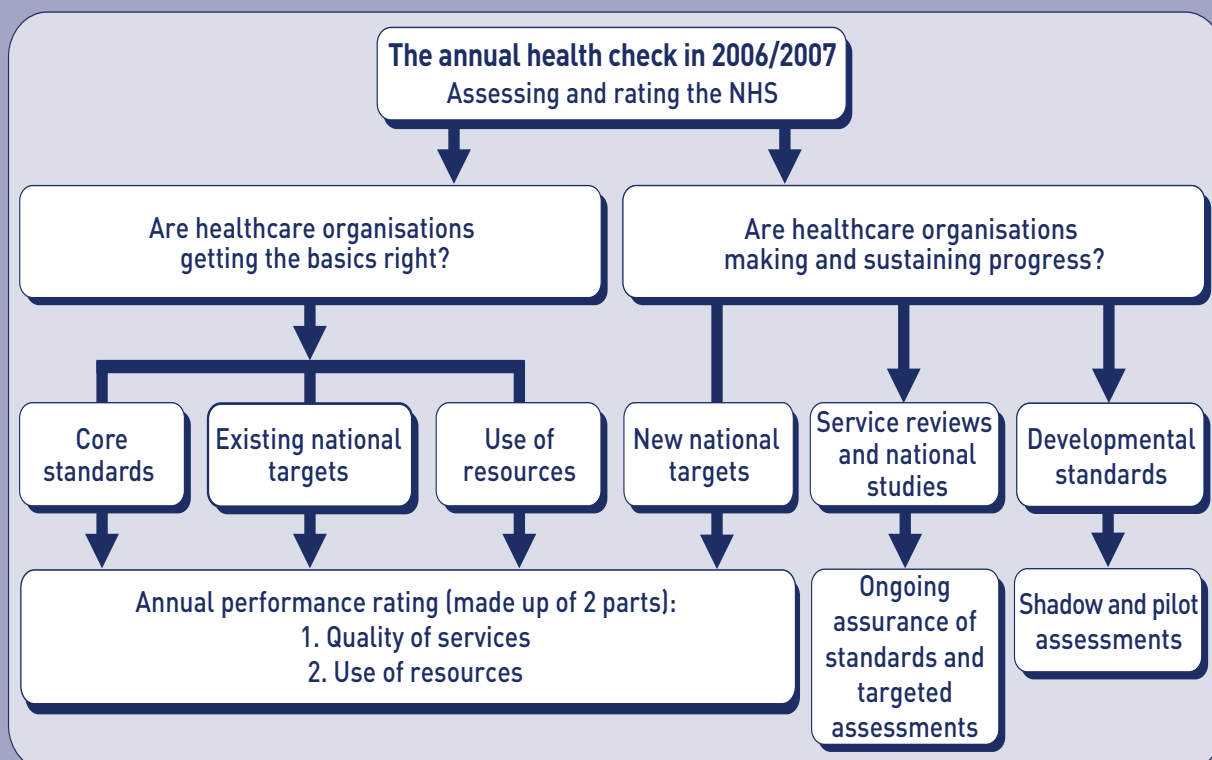 The annual health check in 2006/2007
Assessing and rating the NHS
Are healthcare organisations
getting the basics right?
Are healthcare organisations
making and sustaining progress?
Core
standards
Existing national
targets
Use of
resources
New national
targets
Service reviews
and national
studies
Developmental
standards
Annual performance rating (made up of 2 parts):
1. Quality of services
2. Use of resources
Ongoing
assurance of
standards and
targeted
assessments
Shadow and pilot
assessments